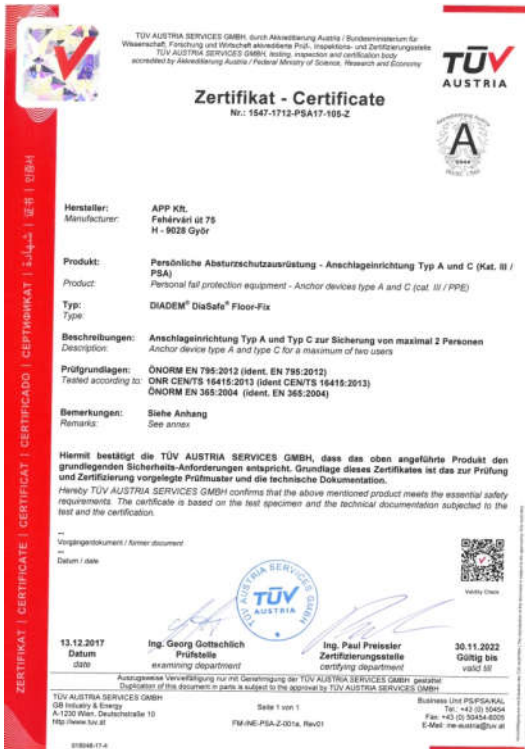 TÜV AUSTRIA SERVICES GMBH, durch Akkreditierung Austria / Bundesministerium für
Wissenschaft, Forschung und Wirtschaft akkreditierte Prüf-, Inspektions- und Zertifizierungsstelle
TÜV AUSTRIA SERVICES GMBH, testing, inspection and certification body
accredited by Akkreditierung Austria / Federal Ministry of Science, Research and Economy
TÜV
AUSTRIA
Zertifikat - Certificate
Nr.: 1547-1712-PSA17-105-Z
A
Hersteller: APP Kft.
Manufacturer: Fehérvári út 75
H - 9028 Győr
Produkt: Persönliche Absturzschutzausrüstung - Anschlageinrichtung Typ A und C (Kat. III /
PSA)
Product: Personal fall protection equipment - Anchor devices type A and C (cat. III / PPE)
Typ: DIADEM® DiaSafe® Floor-Fix
Type:
Beschreibungen: Anschlageinrichtung Typ A und Typ C zur Sicherung von maximal 2 Personen
Description: Anchor device type A and type C for a maximum of two users
Prüfgrundlagen: ÖNORM EN 795:2012 (ident. EN 795:2012)
Tested according to: ONR CEN/TS 16415:2013 (ident CEN/TS 16415:2013)
ÖNORM EN 365:2004 (ident. EN 365:2004)
Bemerkungen: Siehe Anhang
Remarks: See annex
Hiermit bestätigt die TÜV AUSTRIA SERVICES GMBH, dass das oben angeführte Produkt den
grundlegenden Sicherheits-Anforderungen entspricht. Grundlage dieses Zertifikates ist das zur Prüfung
und Zertifizierung vorgelegte Prüfmuster und die technische Dokumentation.
Hereby TÜV AUSTRIA SERVICES GMBH confirms that the above mentioned product meets the essential safety
requirements. The certificate is based on the test specimen and the technical documentation subjected to the
test and the certification.
--
Vorgängerdokument / former document
--
Datum / date
Validity Check
TÜV AUSTRIA SERVICES GMBH
TÜV
AUSTRIA
13.12.2017 Ing. Georg Gottschlich Ing. Paul Preissler 30.11.2022
Datum Prüfstelle Zertifizierungsstelle Gültig bis
date examining department certifying department valid till
Auszugsweise Vervielfältigung nur mit Genehmigung der TÜV AUSTRIA SERVICES GMBH gestattet
Duplication of this document in parts is subject to the approval by TÜV AUSTRIA SERVICES GMBH
TÜV AUSTRIA SERVICES GMBH Business Unit PS/PSA/KAL
GB Industry & Energy Seite 1 von 1 Tel.: +43 (0) 50454
A-1230 Wien, Deutschstraße 10 Fax: +43 (0) 50454-6005
http://www.tuv.at FM-INE-PSA-Z-001a, Rev01 E-Mail: ine-austria@tuv.at
ZERTIFIKAT | CERTIFICATE | CERTIFICAT | CERTIFICADO | СЕРТИФИКАТ | شهادة | 证书 | 인증서